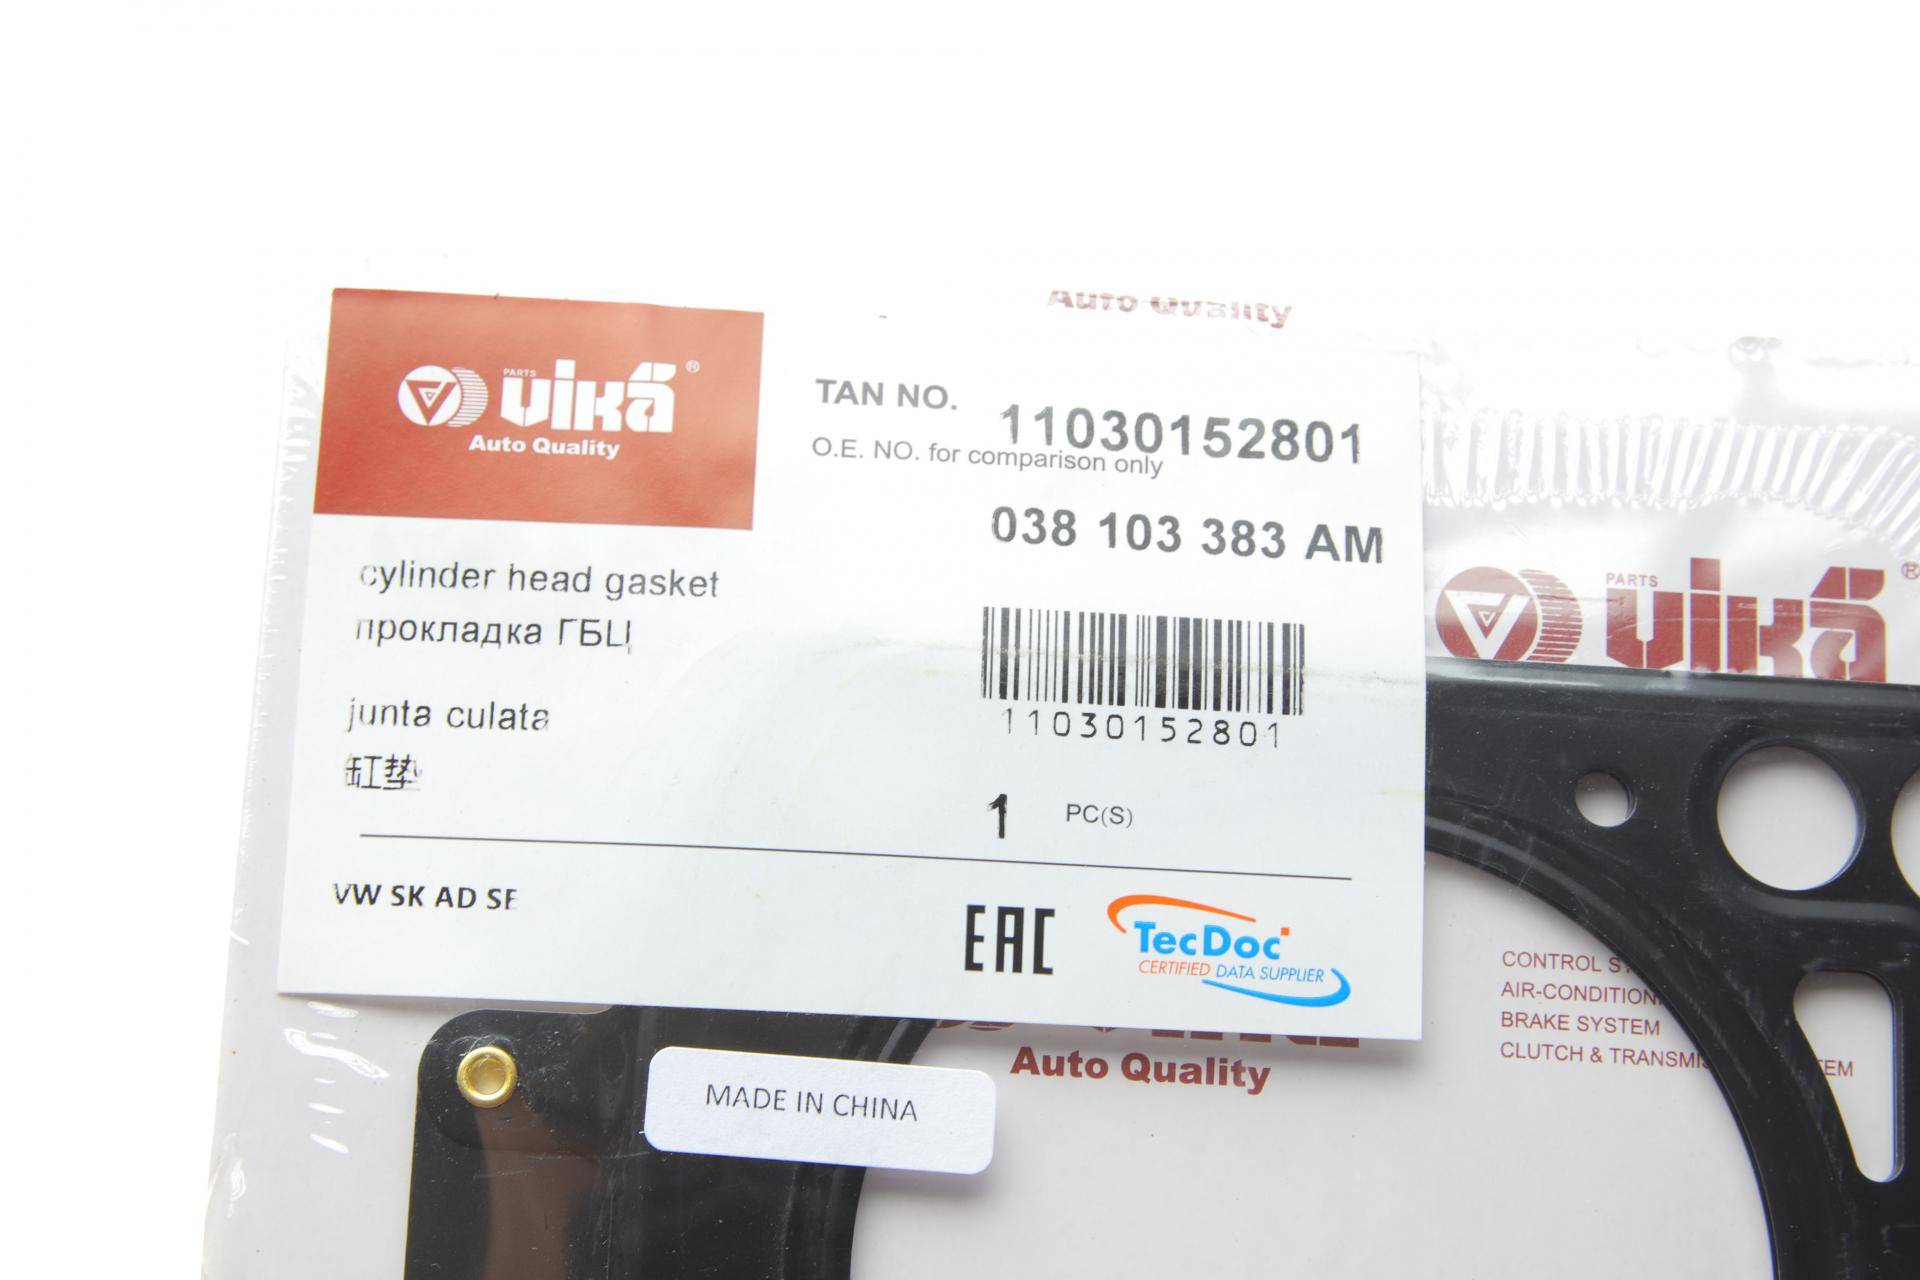 PARTS
vika®
Auto Quality
cylinder head gasket
прокладка ГБЦ
junta culata
缸垫
VW SK AD SE
Auto Quality
TAN NO. 11030152801
O.E. NO. for comparison only
038 103 383 AM
11030152801
1 PC(S)
EAC
TecDoc
CERTIFIED DATA SUPPLIER
PARTS
vika®
CONTROL
AIR-CONDITION
BRAKE SYSTEM
CLUTCH &
Auto Quality
MADE IN CHINA